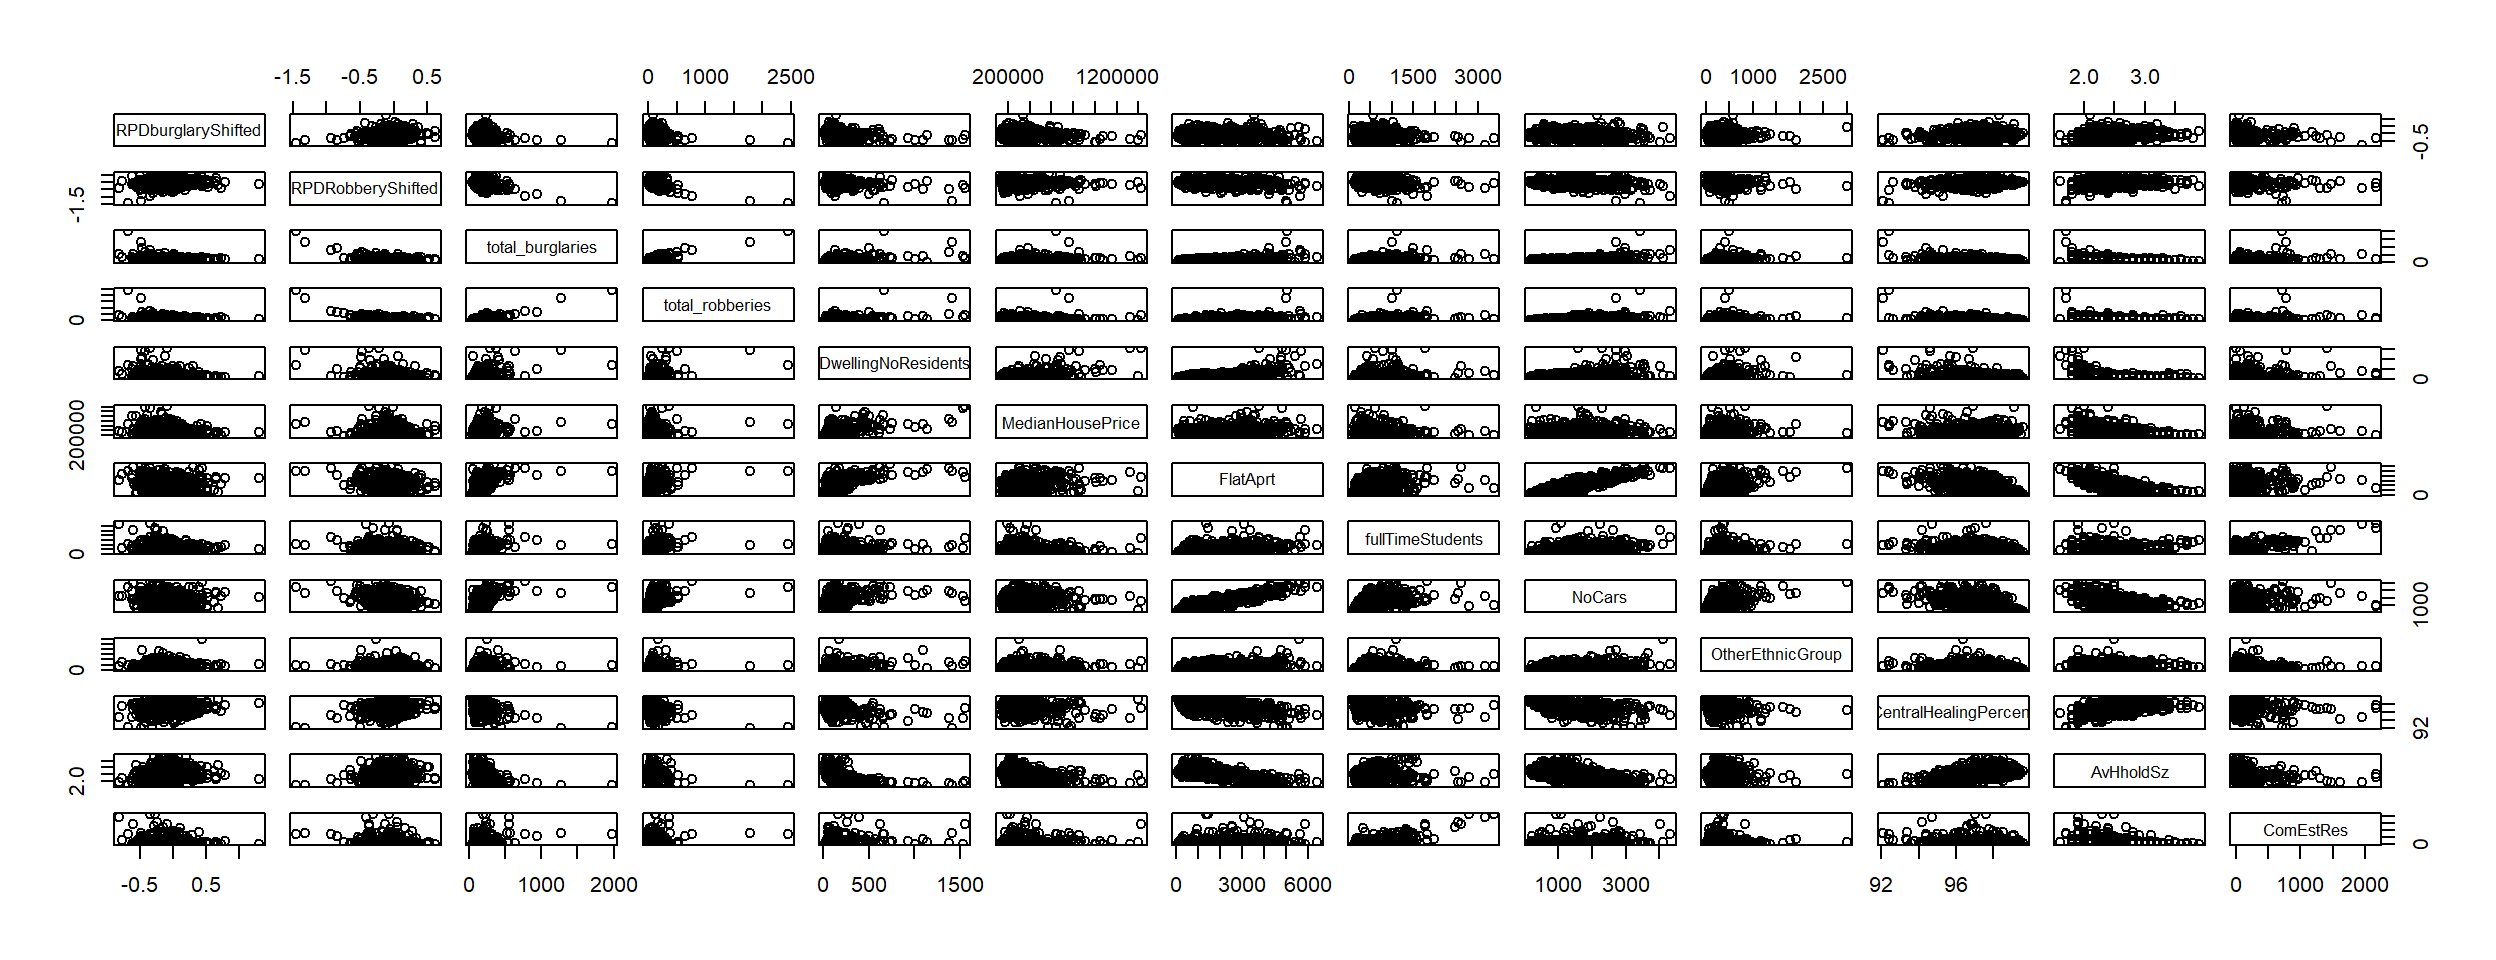 -1.5 -0.5 0.5 0 1000 2500 200000 1200000 0 1500 3000 0 1000 2500 2.0 3.0
RPDburglaryShifted -0.5
-1.5 RPDRobberyShifted
total_burglaries 0
0 total_robberies
DwellingNoResidents 0
200000 MedianHousePrice
FlatAprt 0
0 fullTimeStudents
NoCars 1000
0 OtherEthnicGroup
CentralHealingPercen 92
2.0 AvHholdSz
ComEstRes 0
-0.5 0.5 0 1000 2000 0 500 1500 0 3000 6000 1000 3000 92 96 0 1000 2000